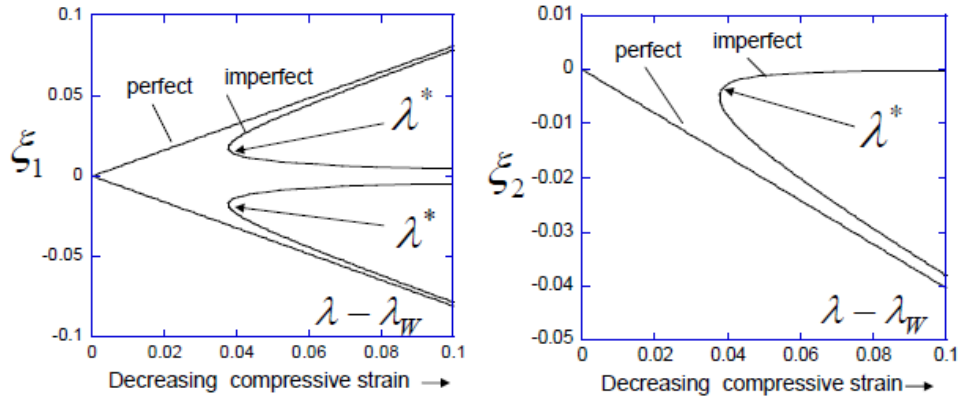 0.1
0.05
0
-0.05
-0.1
ξ1
perfect
imperfect
λ*
λ*
λ − λW
0 0.02 0.04 0.06 0.08 0.1
Decreasing compressive strain →
0.01
0
-0.01
-0.02
-0.03
-0.04
-0.05
ξ2
perfect
imperfect
λ*
λ − λW
0 0.02 0.04 0.06 0.08 0.1
Decreasing compressive strain →